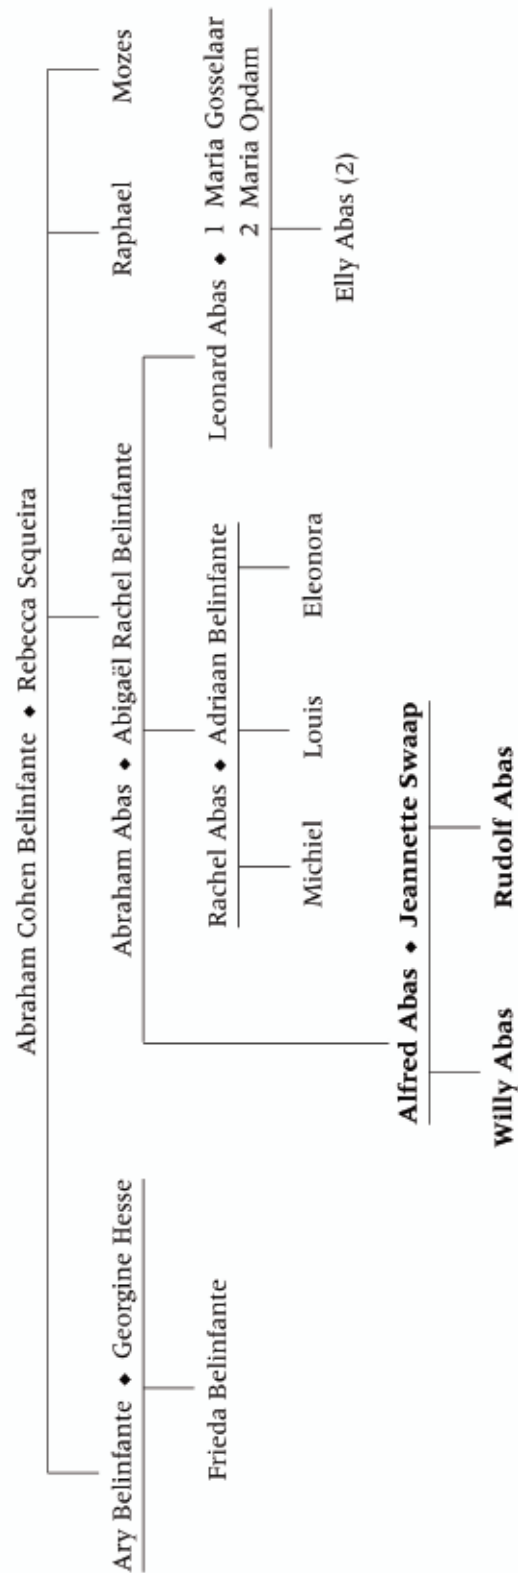 Abraham Cohen Belinfante ◆ Rebecca Sequeira
Ary Belinfante ◆ Georgine Hesse
Abraham Abas ◆ Abigaël Rachel Belinfante
Raphael
Mozes
Frieda Belinfante
Rachel Abas ◆ Adriaan Belinfante
Leonard Abas ◆ 1 Maria Gosselaar
2 Maria Opdam
Michiel
Louis
Eleonora
Elly Abas (2)
Alfred Abas ◆ Jeannette Swaap
Willy Abas
Rudolf Abas